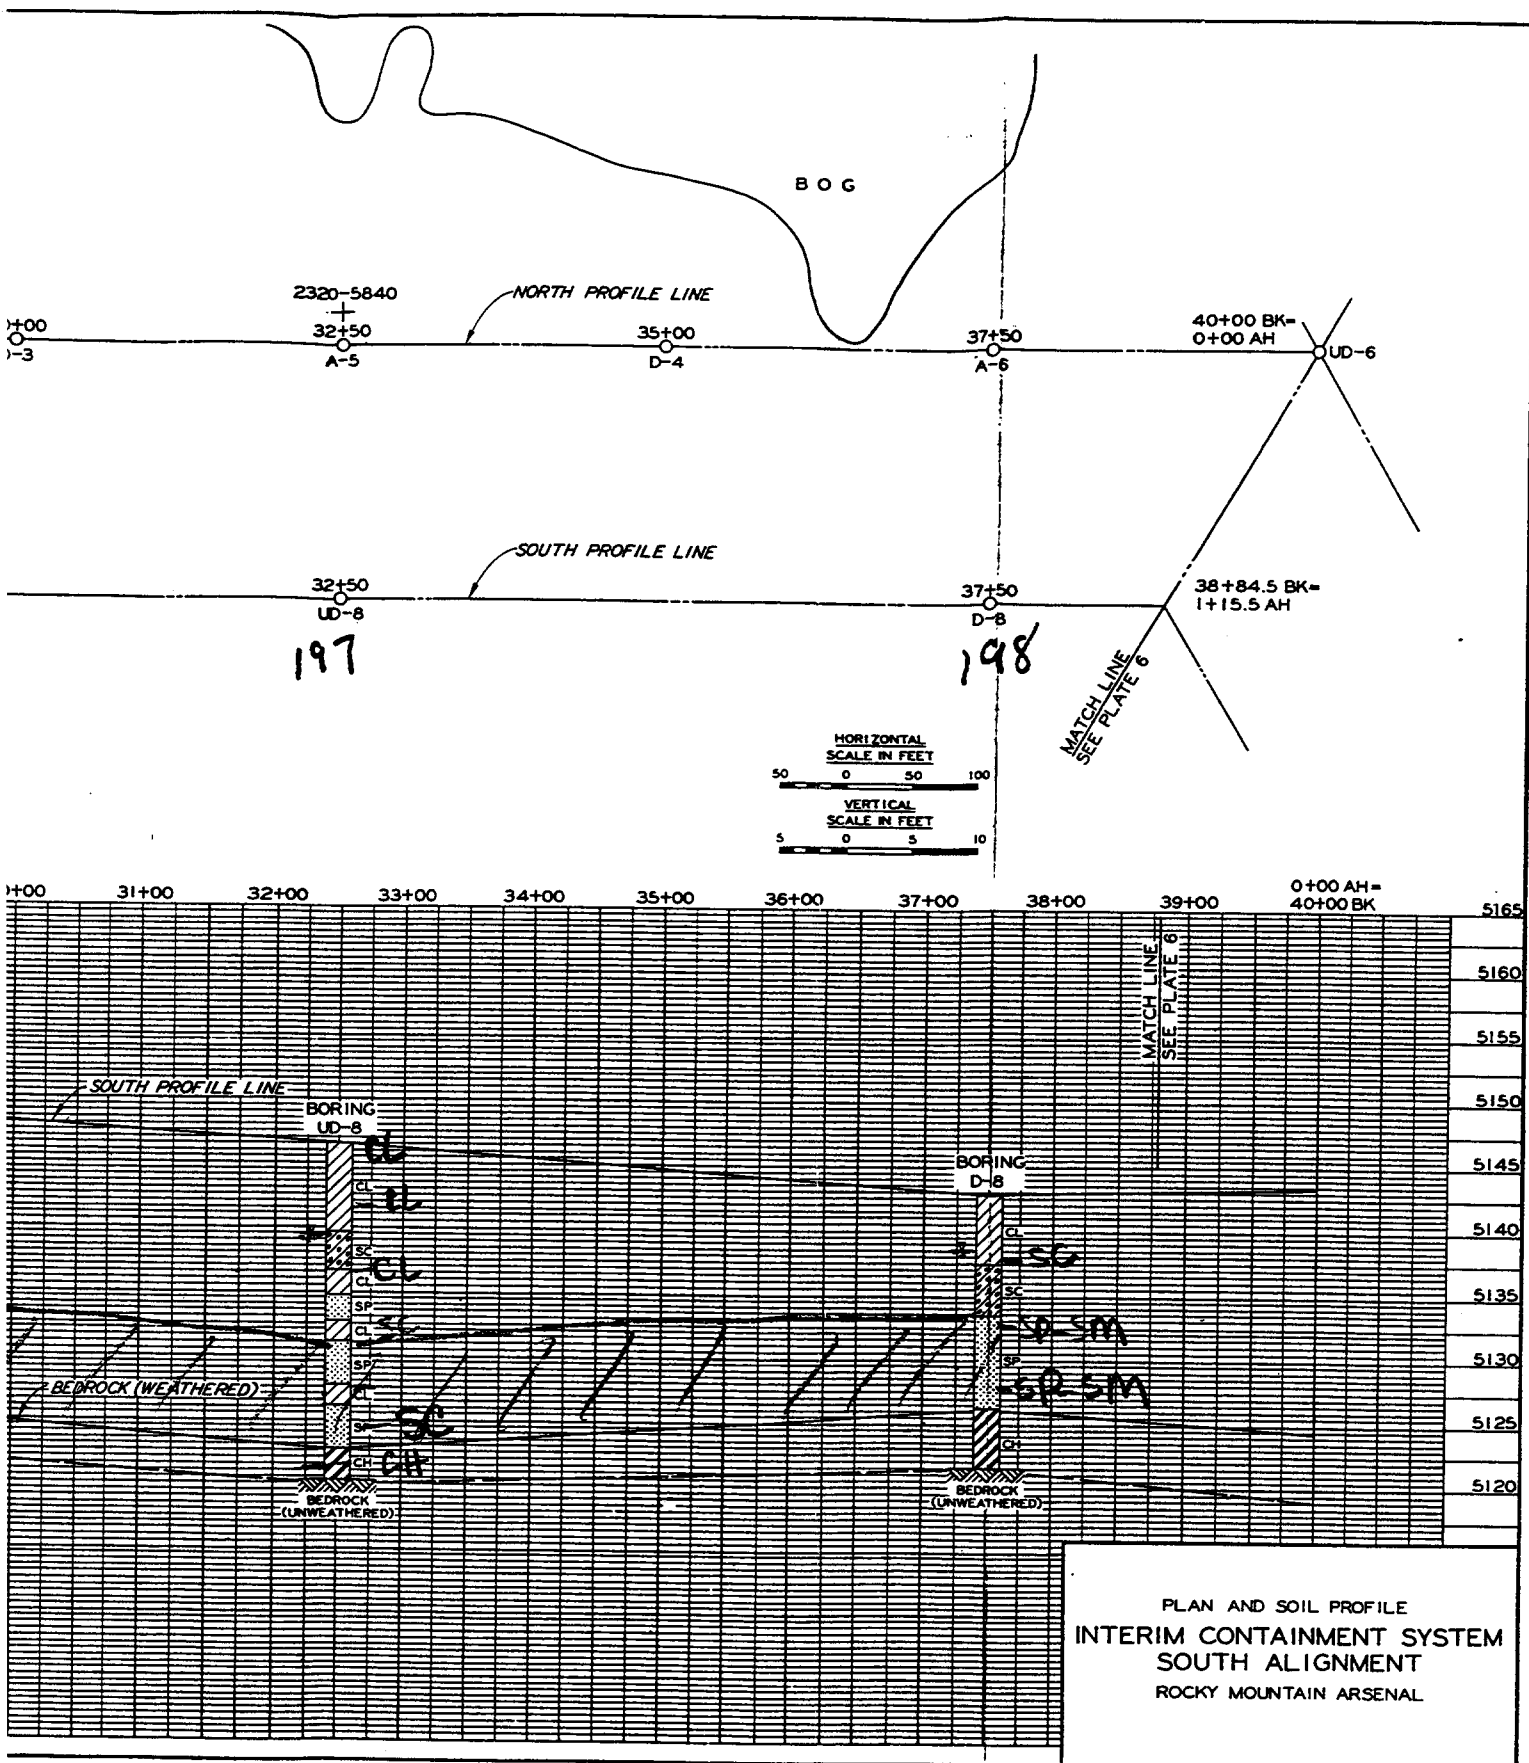 BOG
2320-5840
NORTH PROFILE LINE
+00
32+50
35+00
37+50
40+00 BK=
0+00 AH
-3
A-5
D-4
A-6
UD-6
SOUTH PROFILE LINE
32+50
37+50
38+84.5 BK=
1+15.5 AH
UD-8
D-8
197
198
MATCH LINE
SEE PLATE 6
HORIZONTAL
SCALE IN FEET
50 0 50 100
VERTICAL
SCALE IN FEET
5 0 5 10
0+00 AH=
+00 31+00 32+00 33+00 34+00 35+00 36+00 37+00 38+00 39+00 40+00 BK
5165
MATCH LINE
SEE PLATE 6
5160
5155
SOUTH PROFILE LINE
5150
BORING
UD-8
CL
5145
BORING
D-8
CL
CL
5140
CL
SC
SC
CL
CL
SC
5135
SP
CL
SC
SP-SM
5130
SP
SP
BEDROCK (WEATHERED)
CL
SP-SM
5125
SP
SC
CH
CH
CH
5120
BEDROCK
(UNWEATHERED)
BEDROCK
(UNWEATHERED)
PLAN AND SOIL PROFILE
INTERIM CONTAINMENT SYSTEM
SOUTH ALIGNMENT
ROCKY MOUNTAIN ARSENAL